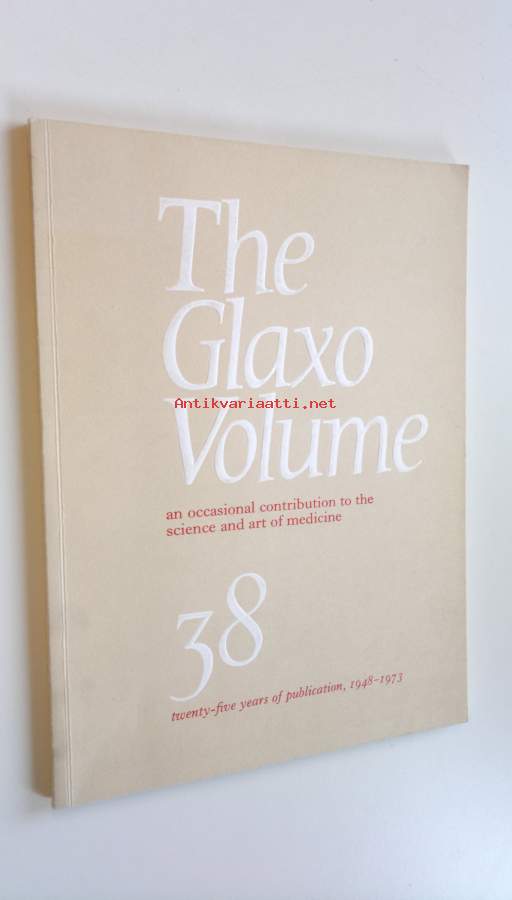 The
Glaxo
Antikvariaatti.net
Volume
an occasional contribution to the
science and art of medicine
38
twenty-five years of publication, 1948–1973